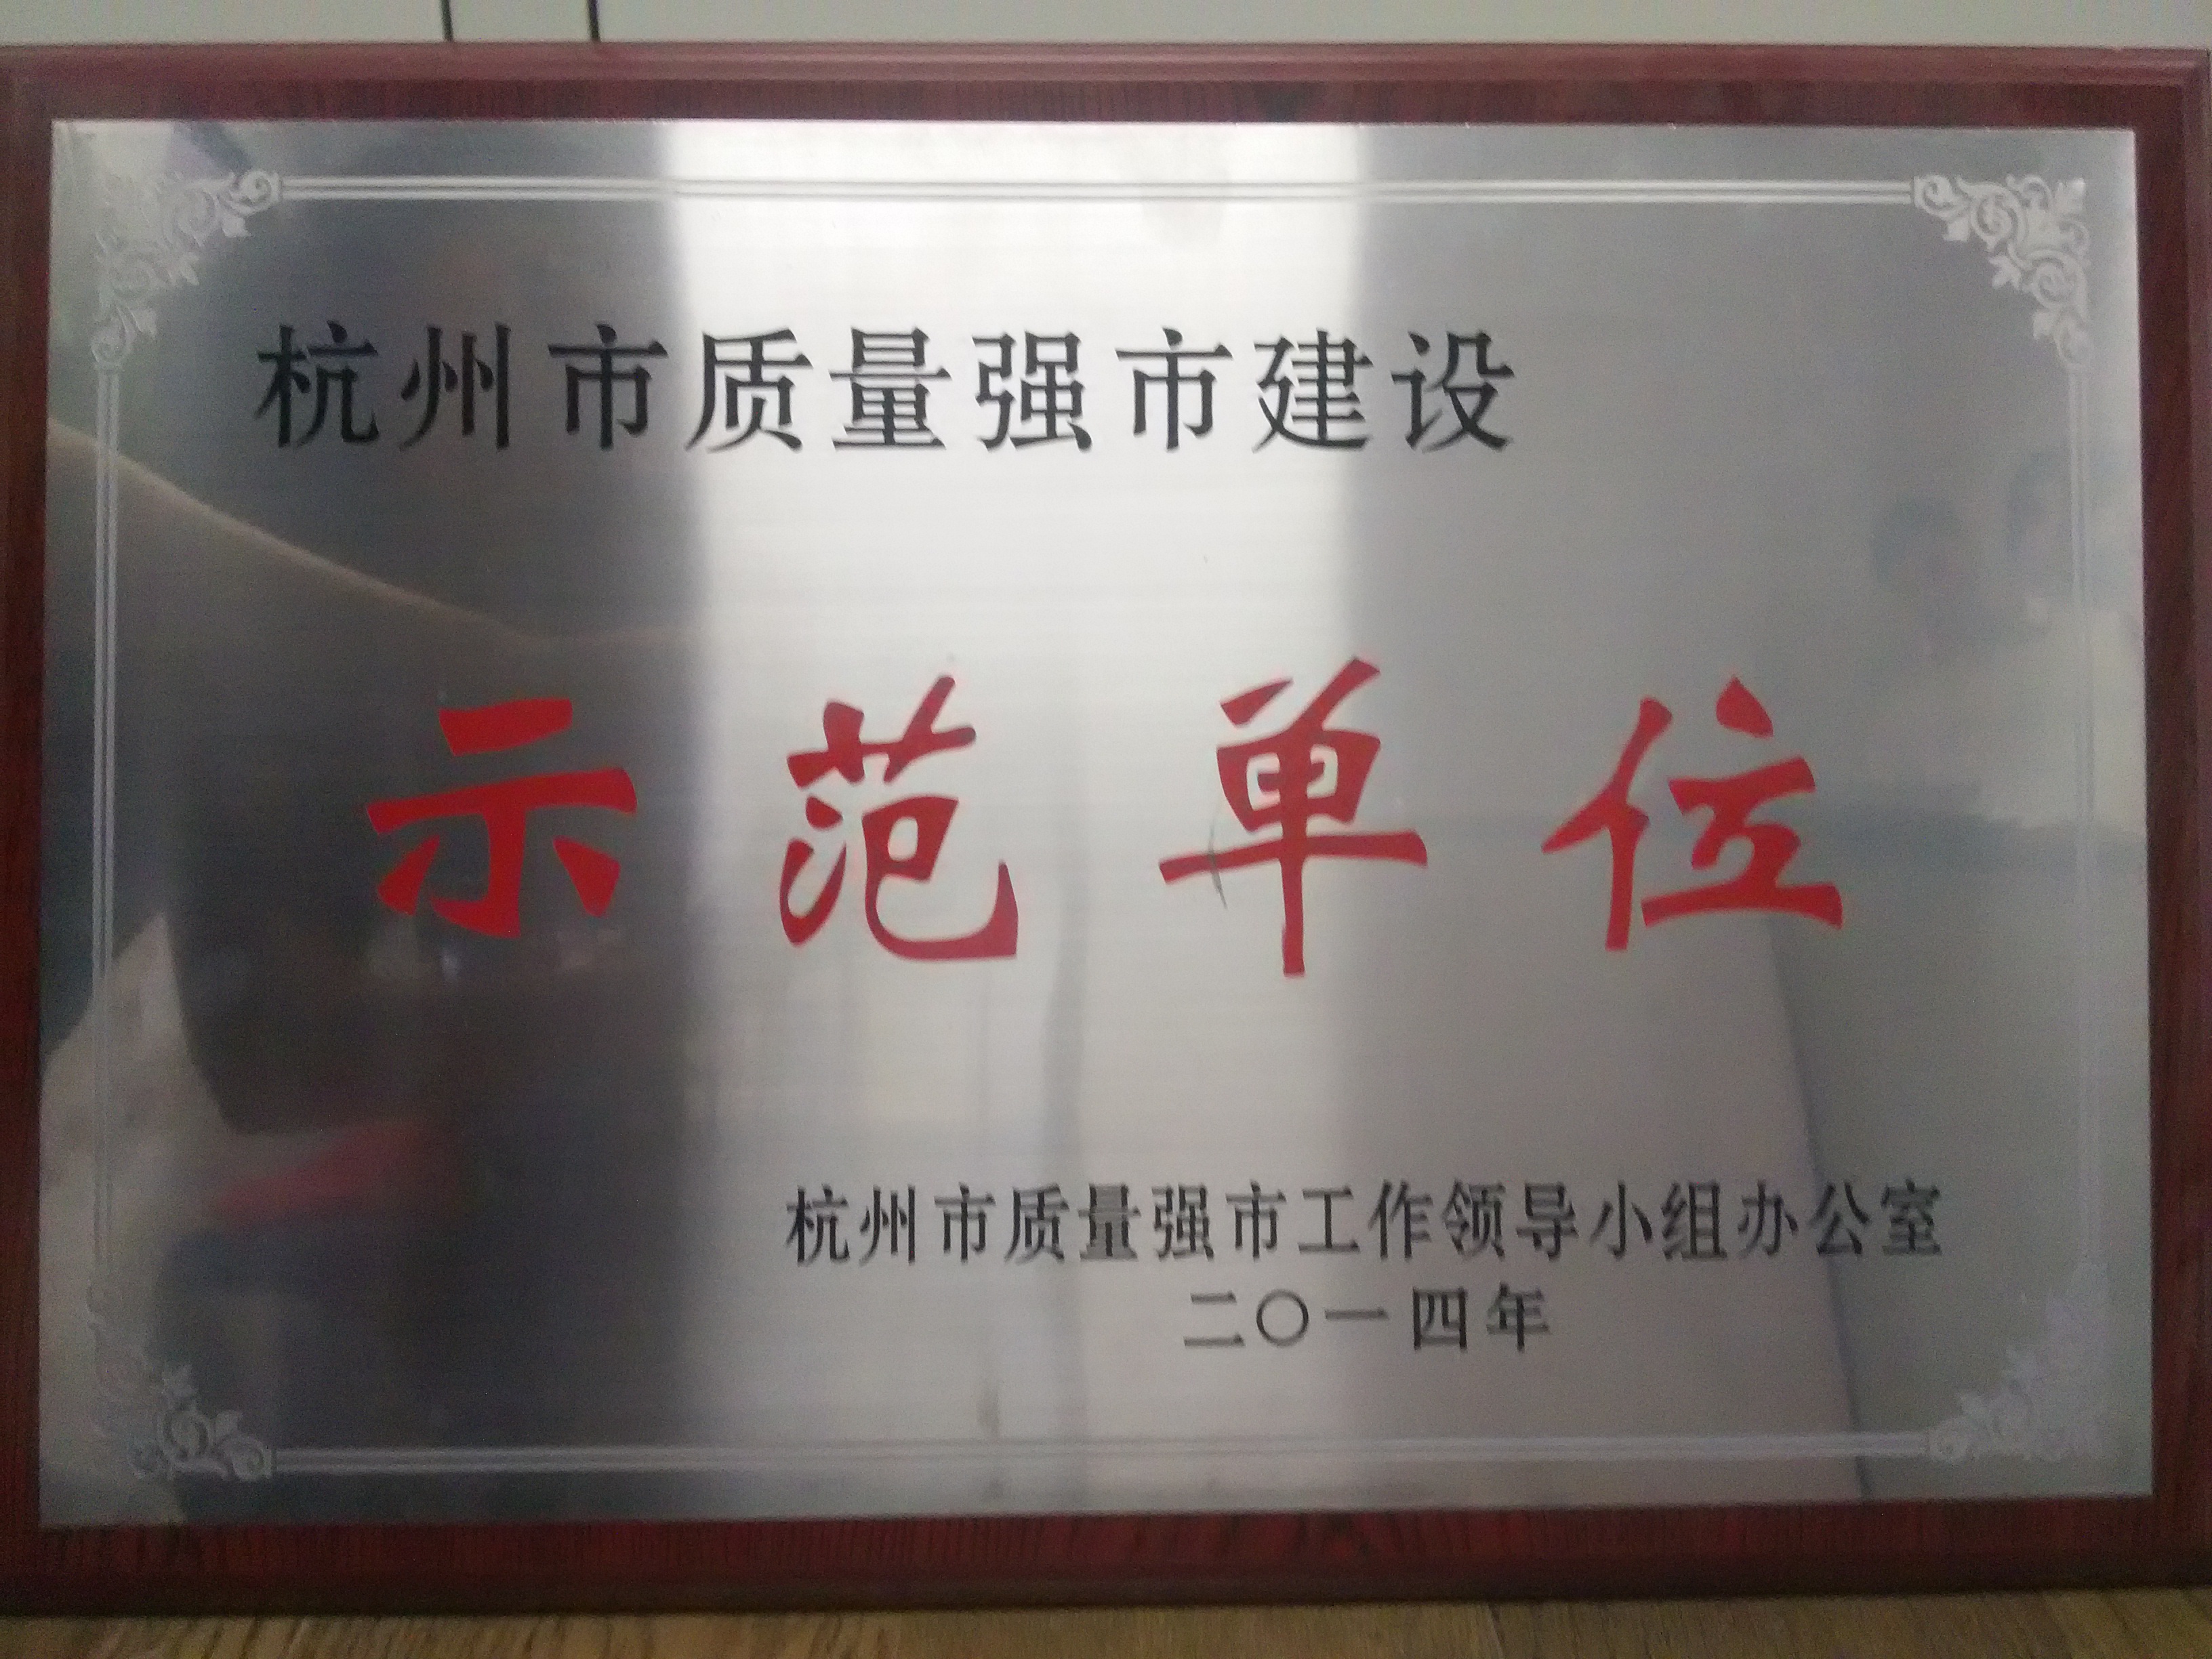 杭州市质量强市建设
示范单位
杭州市质量强市工作领导小组办公室
二〇一四年